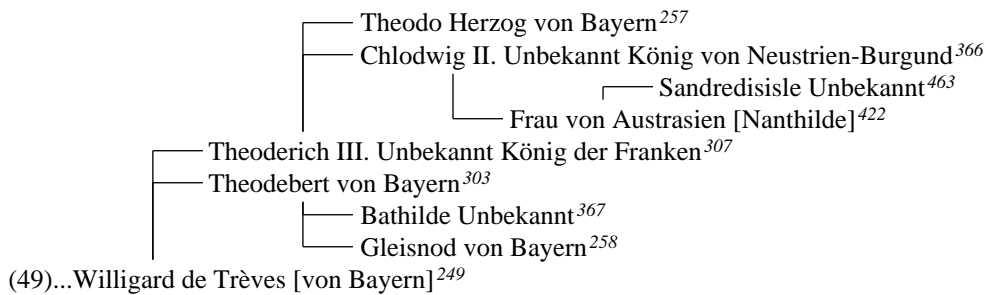 Theodo Herzog von Bayern257
Chlodwig II. Unbekannt König von Neustrien-Burgund366
Sandredisisle Unbekannt463
Frau von Austrasien [Nanthilde]422
Theoderich III. Unbekannt König der Franken307
Theodebert von Bayern303
Bathilde Unbekannt367
Gleisnod von Bayern258
(49)...Willigard de Trèves [von Bayern]249